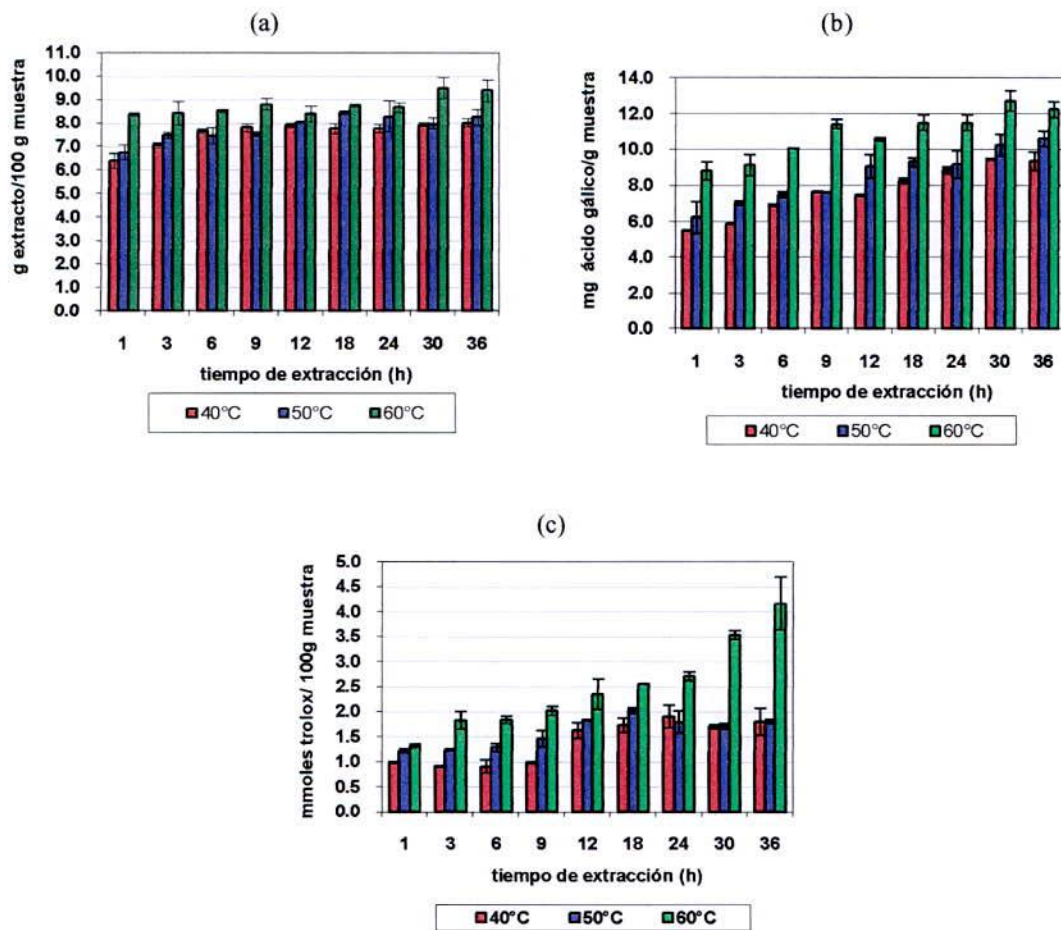 (a)
11.0
10.0
9.0
8.0
7.0
6.0
5.0
4.0
3.0
2.0
1.0
0.0
g extracto/100 g muestra
1 3 6 9 12 18 24 30 36
tiempo de extracción (h)
40°C 50°C 60°C
(b)
14.0
12.0
10.0
8.0
6.0
4.0
2.0
0.0
mg ácido gálico/g muestra
1 3 6 9 12 18 24 30 36
tiempo de extracción (h)
40°C 50°C 60°C
(c)
5.0
4.5
4.0
3.5
3.0
2.5
2.0
1.5
1.0
0.5
0.0
mmoles trolox/ 100g muestra
1 3 6 9 12 18 24 30 36
tiempo de extracción (h)
40°C 50°C 60°C